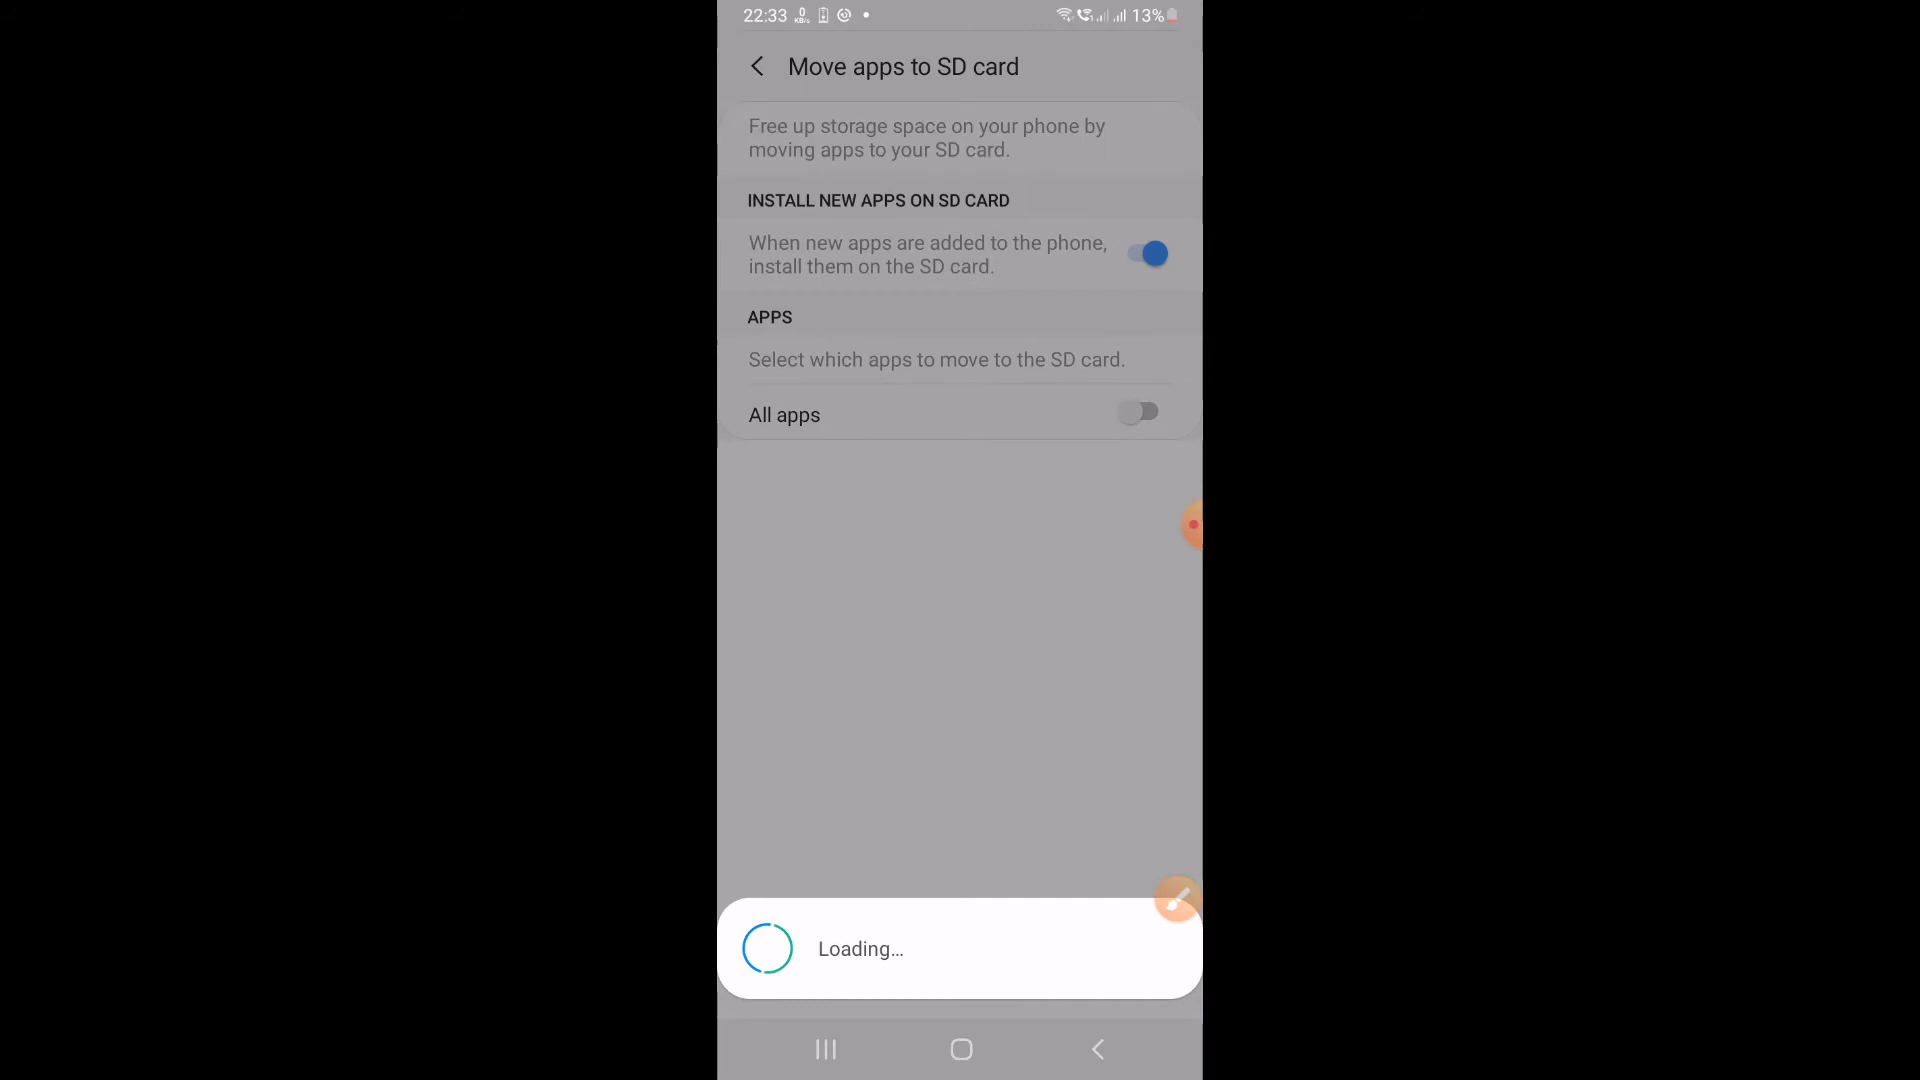 22:33 0 KB/s 13%
Move apps to SD card
Free up storage space on your phone by
moving apps to your SD card.
INSTALL NEW APPS ON SD CARD
When new apps are added to the phone,
install them on the SD card.
APPS
Select which apps to move to the SD card.
All apps
Loading...